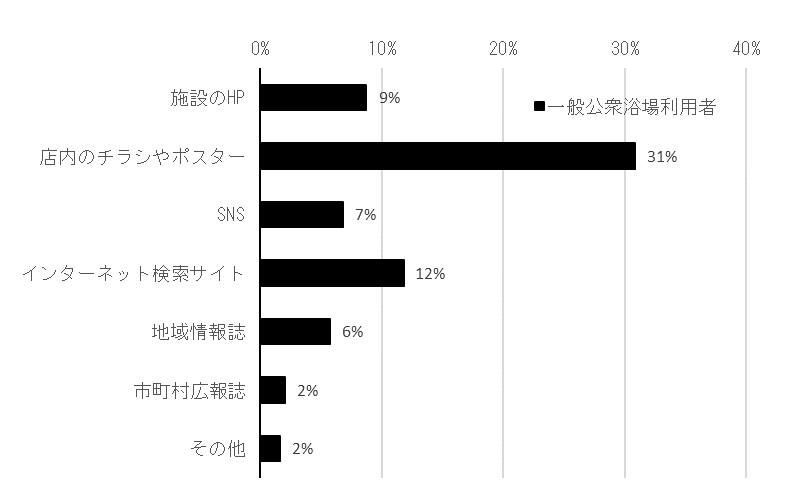 0% 10% 20% 30% 40%
施設のHP 9%
一般公衆浴場利用者
店内のチラシやポスター 31%
SNS 7%
インターネット検索サイト 12%
地域情報誌 6%
市町村広報誌 2%
その他 2%